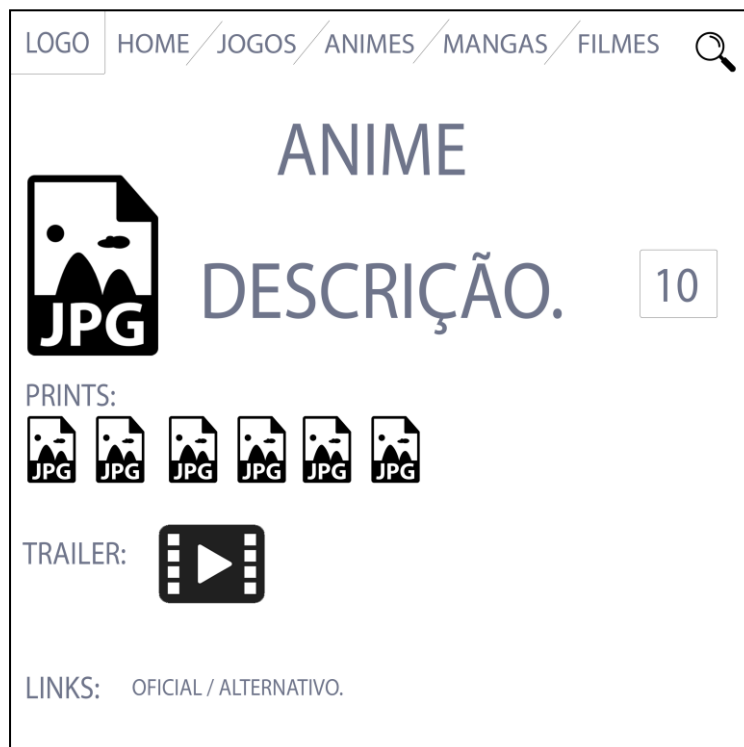 LOGO HOME JOGOS ANIMES MANGAS FILMES
ANIME
JPG
DESCRIÇÃO. 10
PRINTS:
JPG JPG JPG JPG JPG JPG
TRAILER:
LINKS: OFICIAL / ALTERNATIVO.